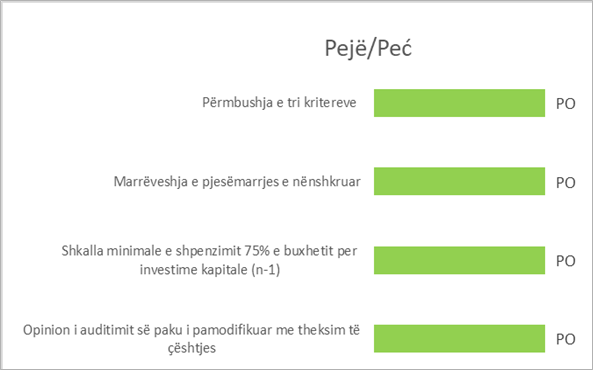 Pejë/Peć
Përmbushja e tri kritereve
PO
Marrëveshja e pjesëmarrjes e nënshkruar
PO
Shkalla minimale e shpenzimit 75% e buxhetit per
investime kapitale (n-1)
PO
Opinion i auditimit së paku i pamodifikuar me theksim të
çështjes
PO